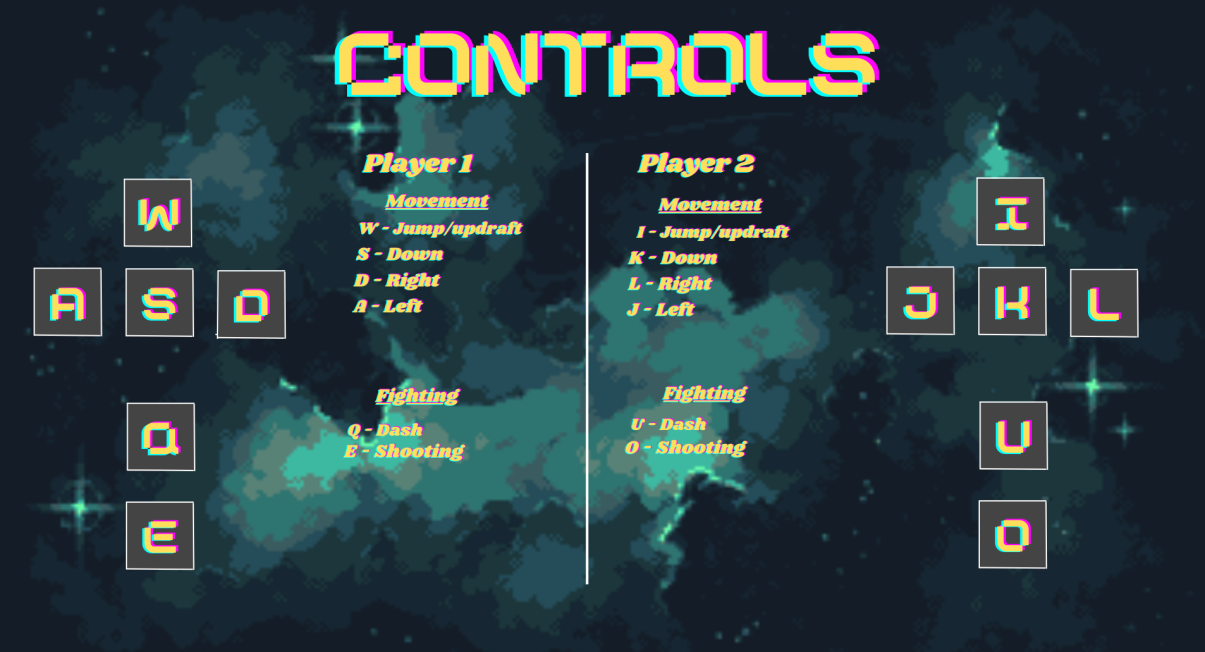 CONTROLS
Player 1
Movement
W - Jump/updraft
S - Down
D - Right
A - Left
Fighting
Q - Dash
E - Shooting
Player 2
Movement
I - Jump/updraft
K - Down
L - Right
J - Left
Fighting
U - Dash
O - Shooting
W
A S D
Q
E
I
J K L
U
O